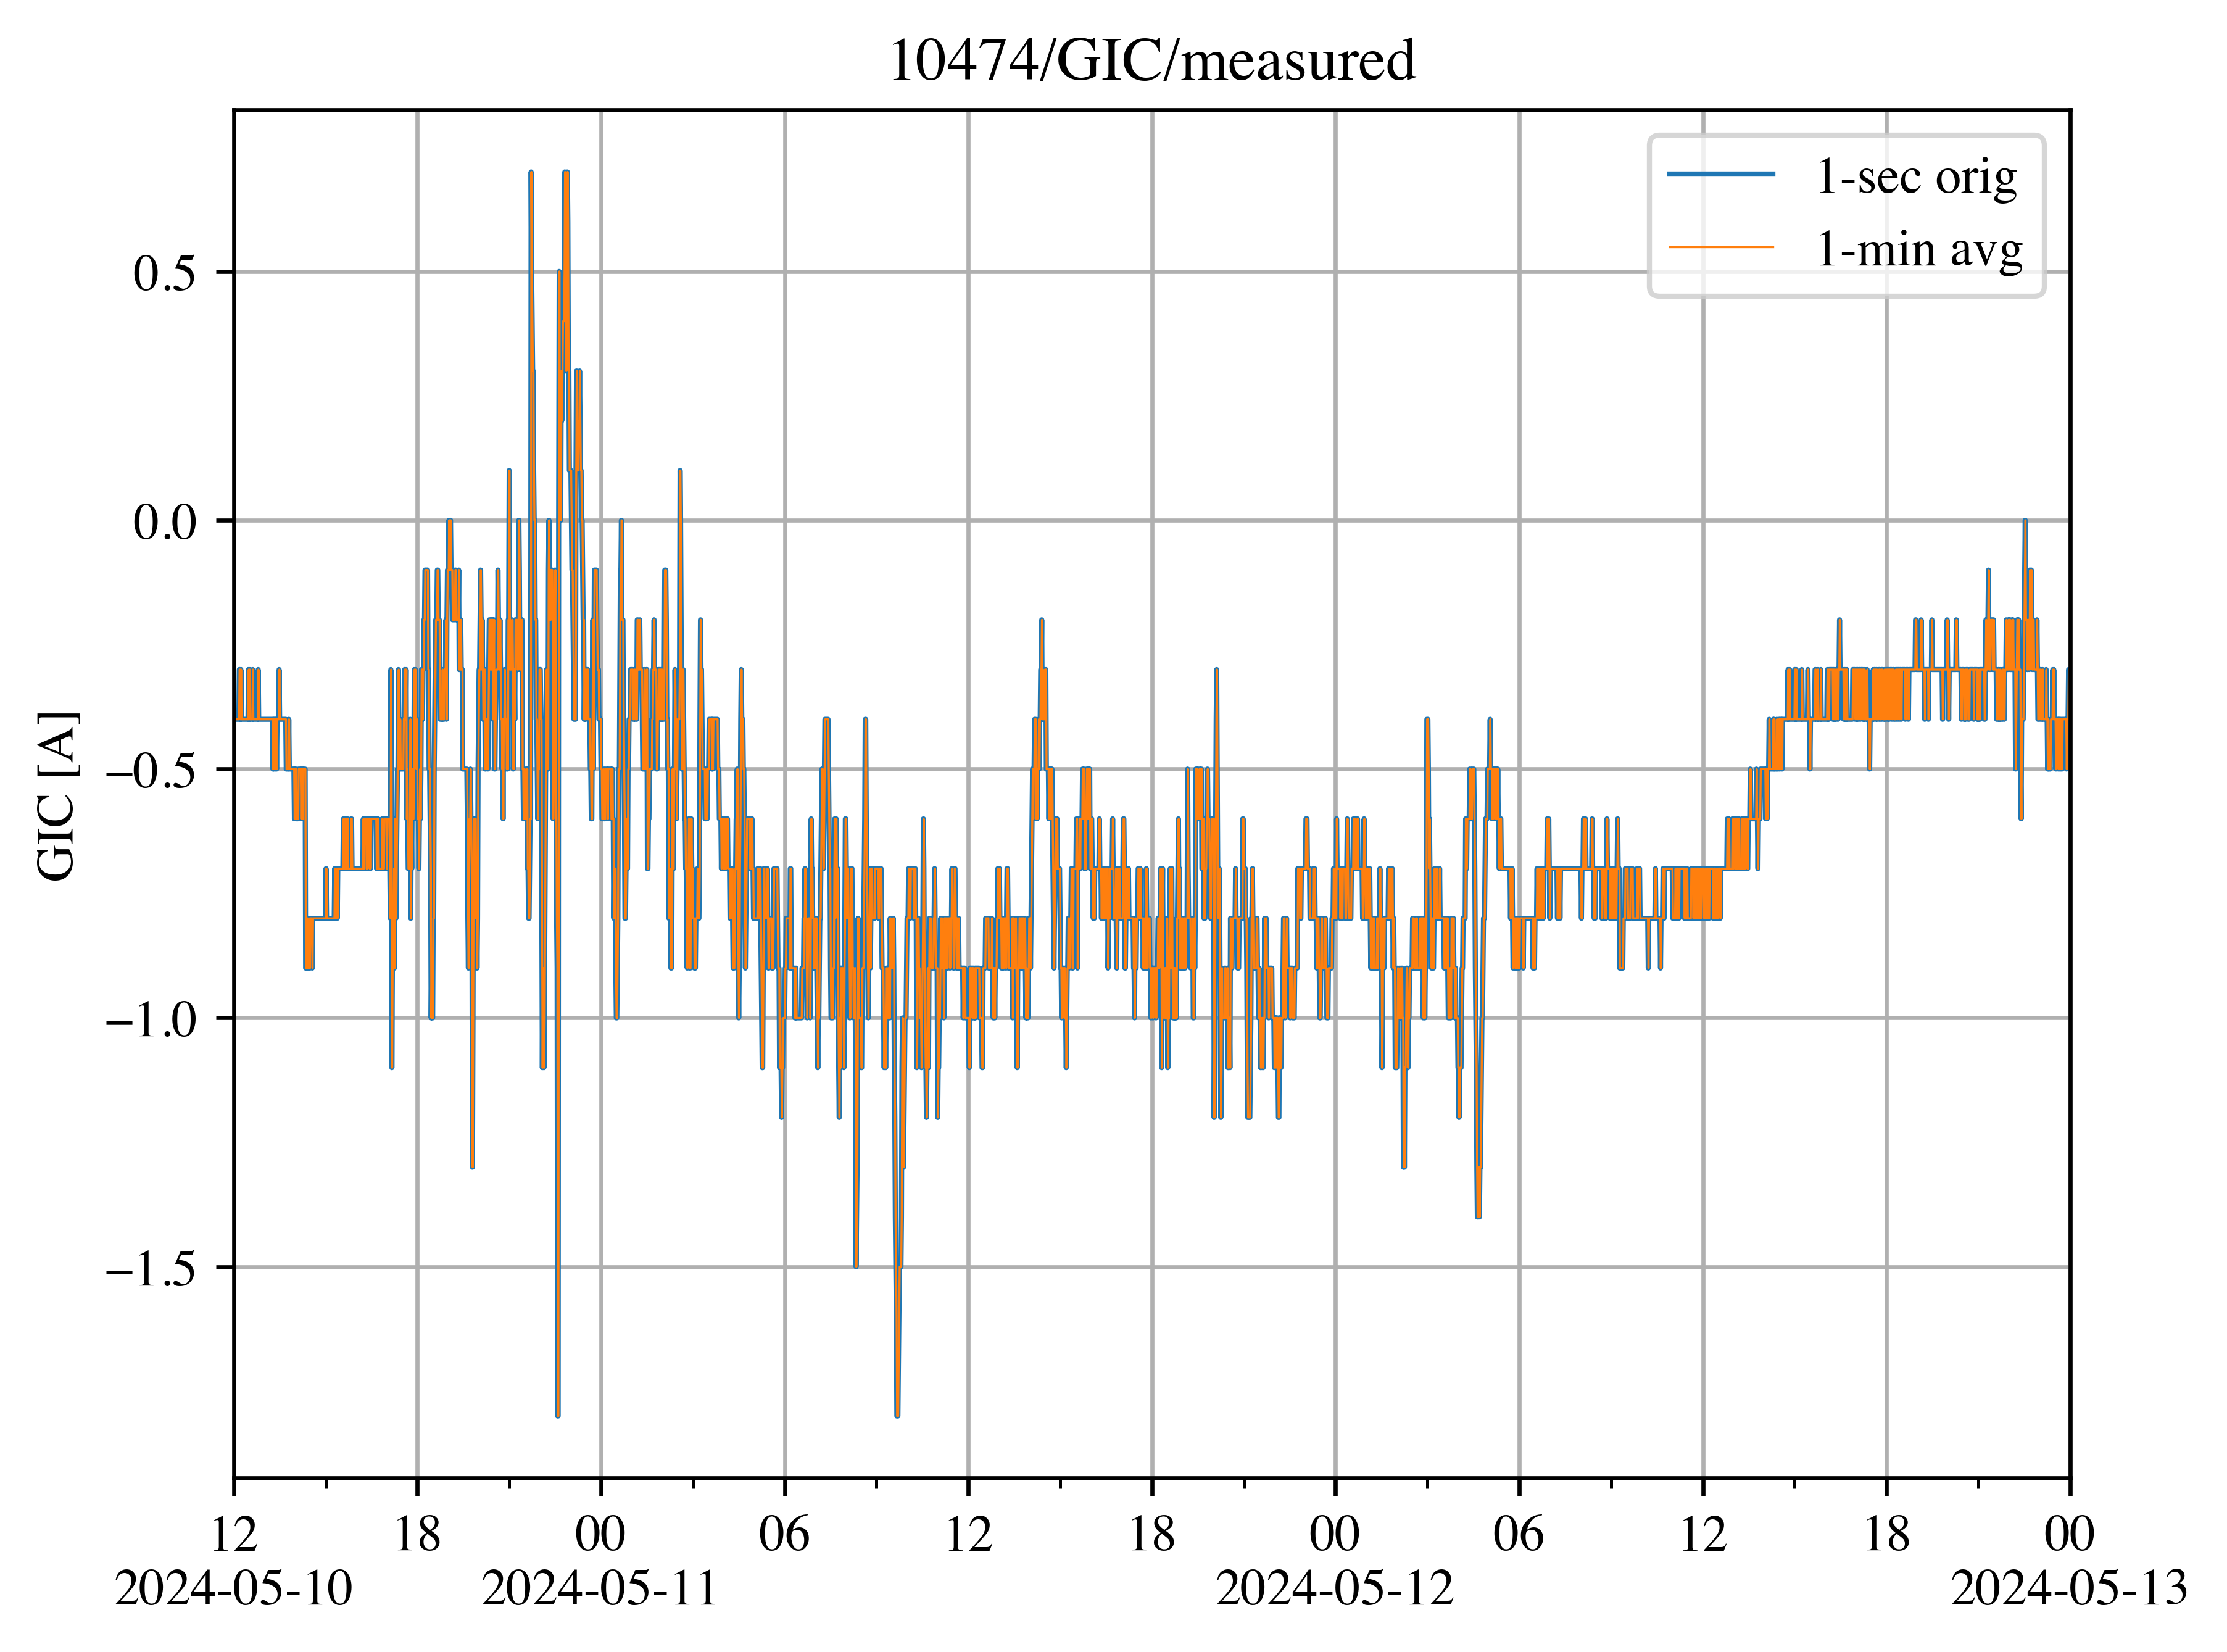 10474/GIC/measured
1-sec orig
1-min avg
GIC [A]
0.5
0.0
−0.5
−1.0
−1.5
12 18 00 06 12 18 00 06 12 18 00
2024-05-10 2024-05-11 2024-05-12 2024-05-13